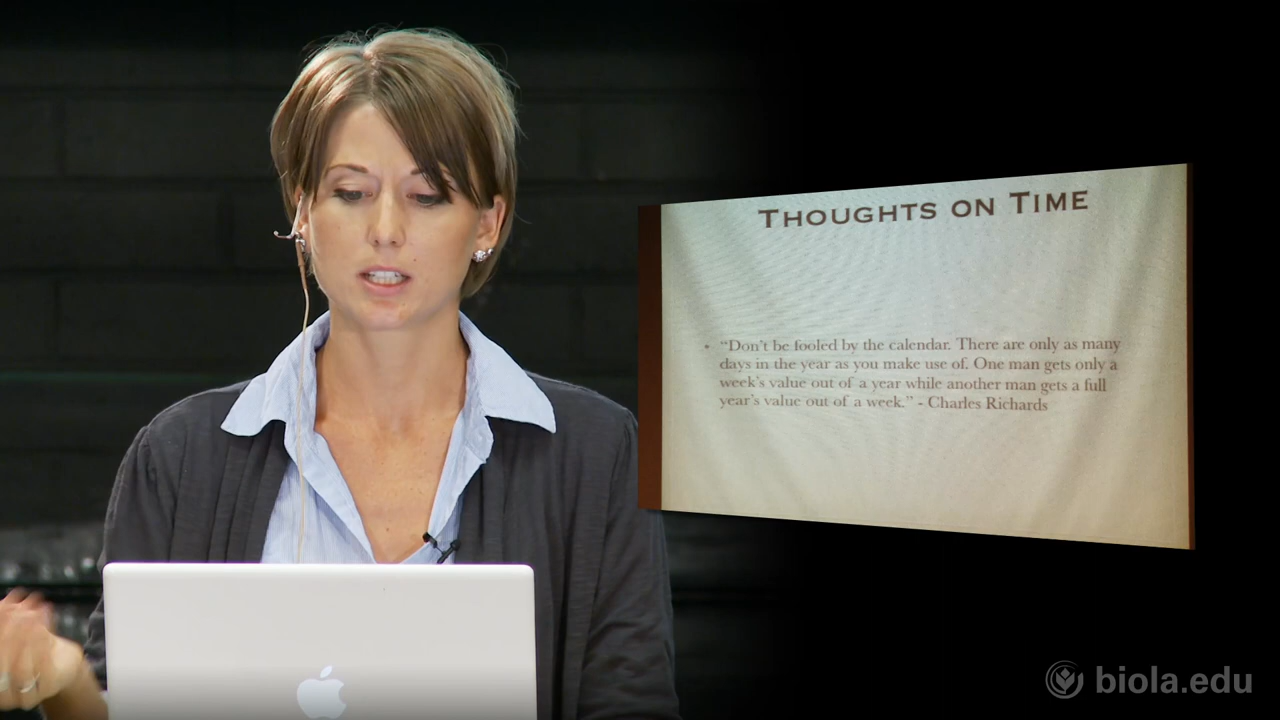 THOUGHTS ON TIME
• “Don’t be fooled by the calendar. There are only as many
days in the year as you make use of. One man gets only a
week’s value out of a year while another man gets a full
year’s value out of a week.” - Charles Richards
biola.edu